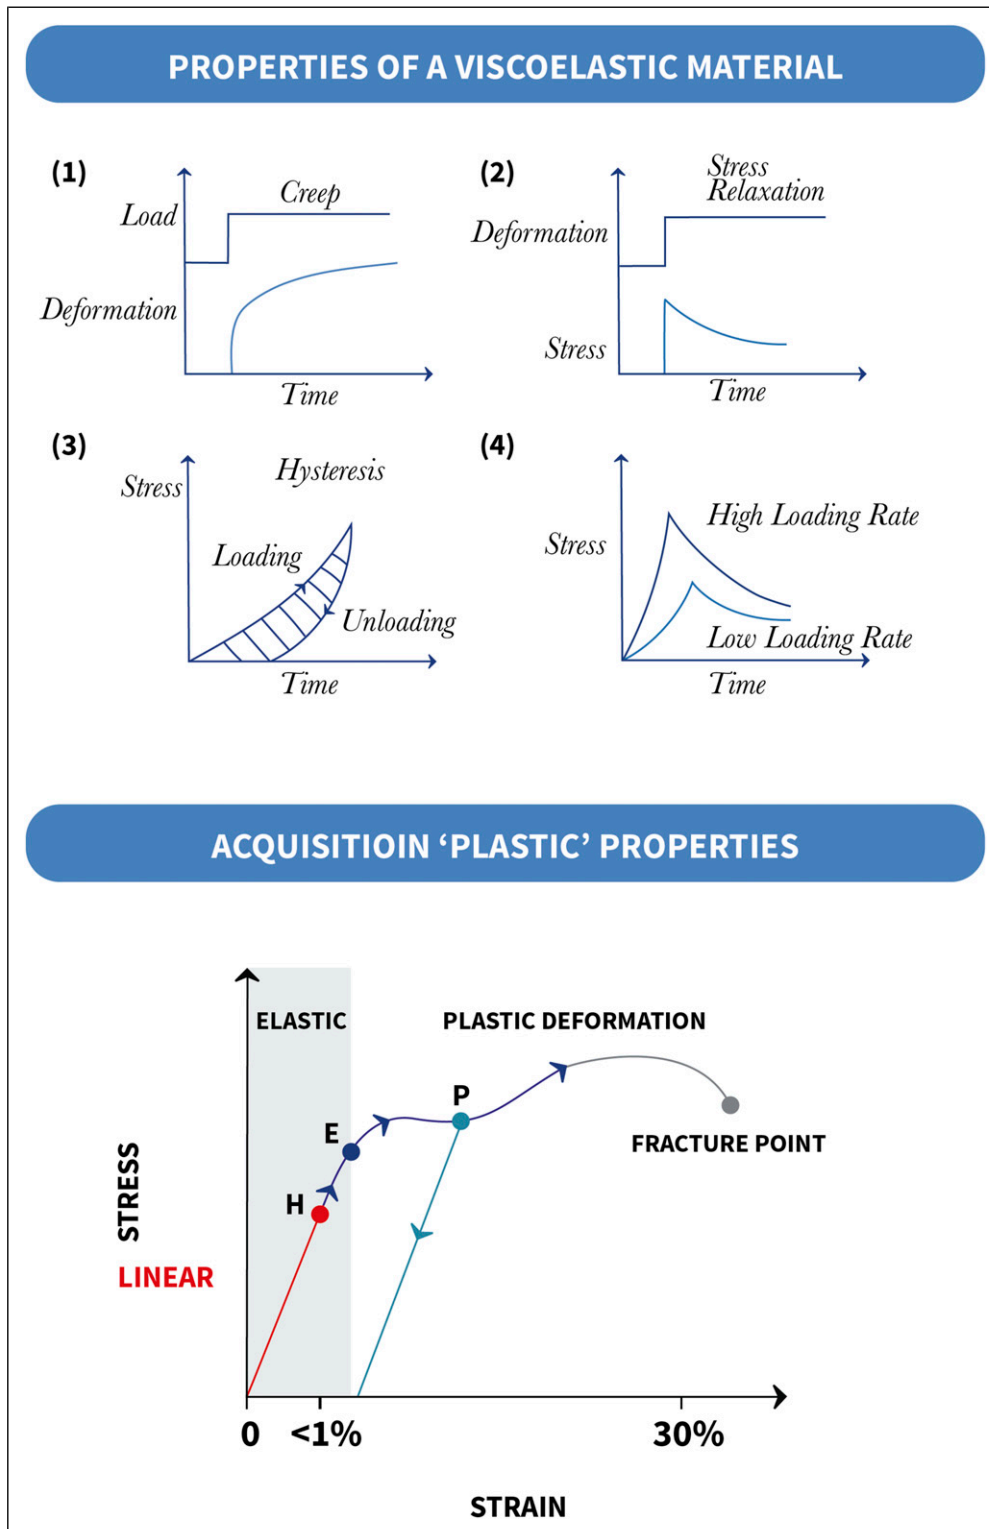 PROPERTIES OF A VISCOELASTIC MATERIAL
(1)
Creep
Load
Deformation
Time
(2)
Stress
Relaxation
Deformation
Stress
Time
(3)
Hysteresis
Stress
Loading
Unloading
Time
(4)
High Loading Rate
Stress
Low Loading Rate
Time
ACQUISITIOIN ‘PLASTIC’ PROPERTIES
ELASTIC
PLASTIC DEFORMATION
P
E
H
FRACTURE POINT
STRESS
LINEAR
0
<1%
30%
STRAIN